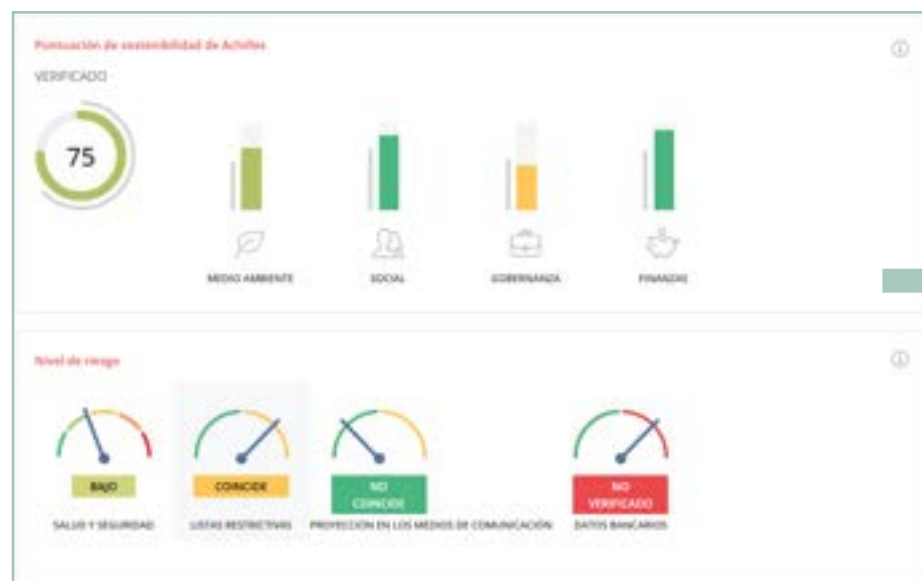 Puntuación de sostenibilidad de Achilles
VERIFICADO
75
MEDIO AMBIENTE
SOCIAL
GOBERNANZA
FINANZAS
Nivel de riesgo
BAJO
COINCIDE
NO
COINCIDE
NO
VERIFICADO
SALUD Y SEGURIDAD
LISTAS RESTRICTIVAS
PROYECCIÓN EN LOS MEDIOS DE COMUNICACIÓN
DATOS BANCARIOS